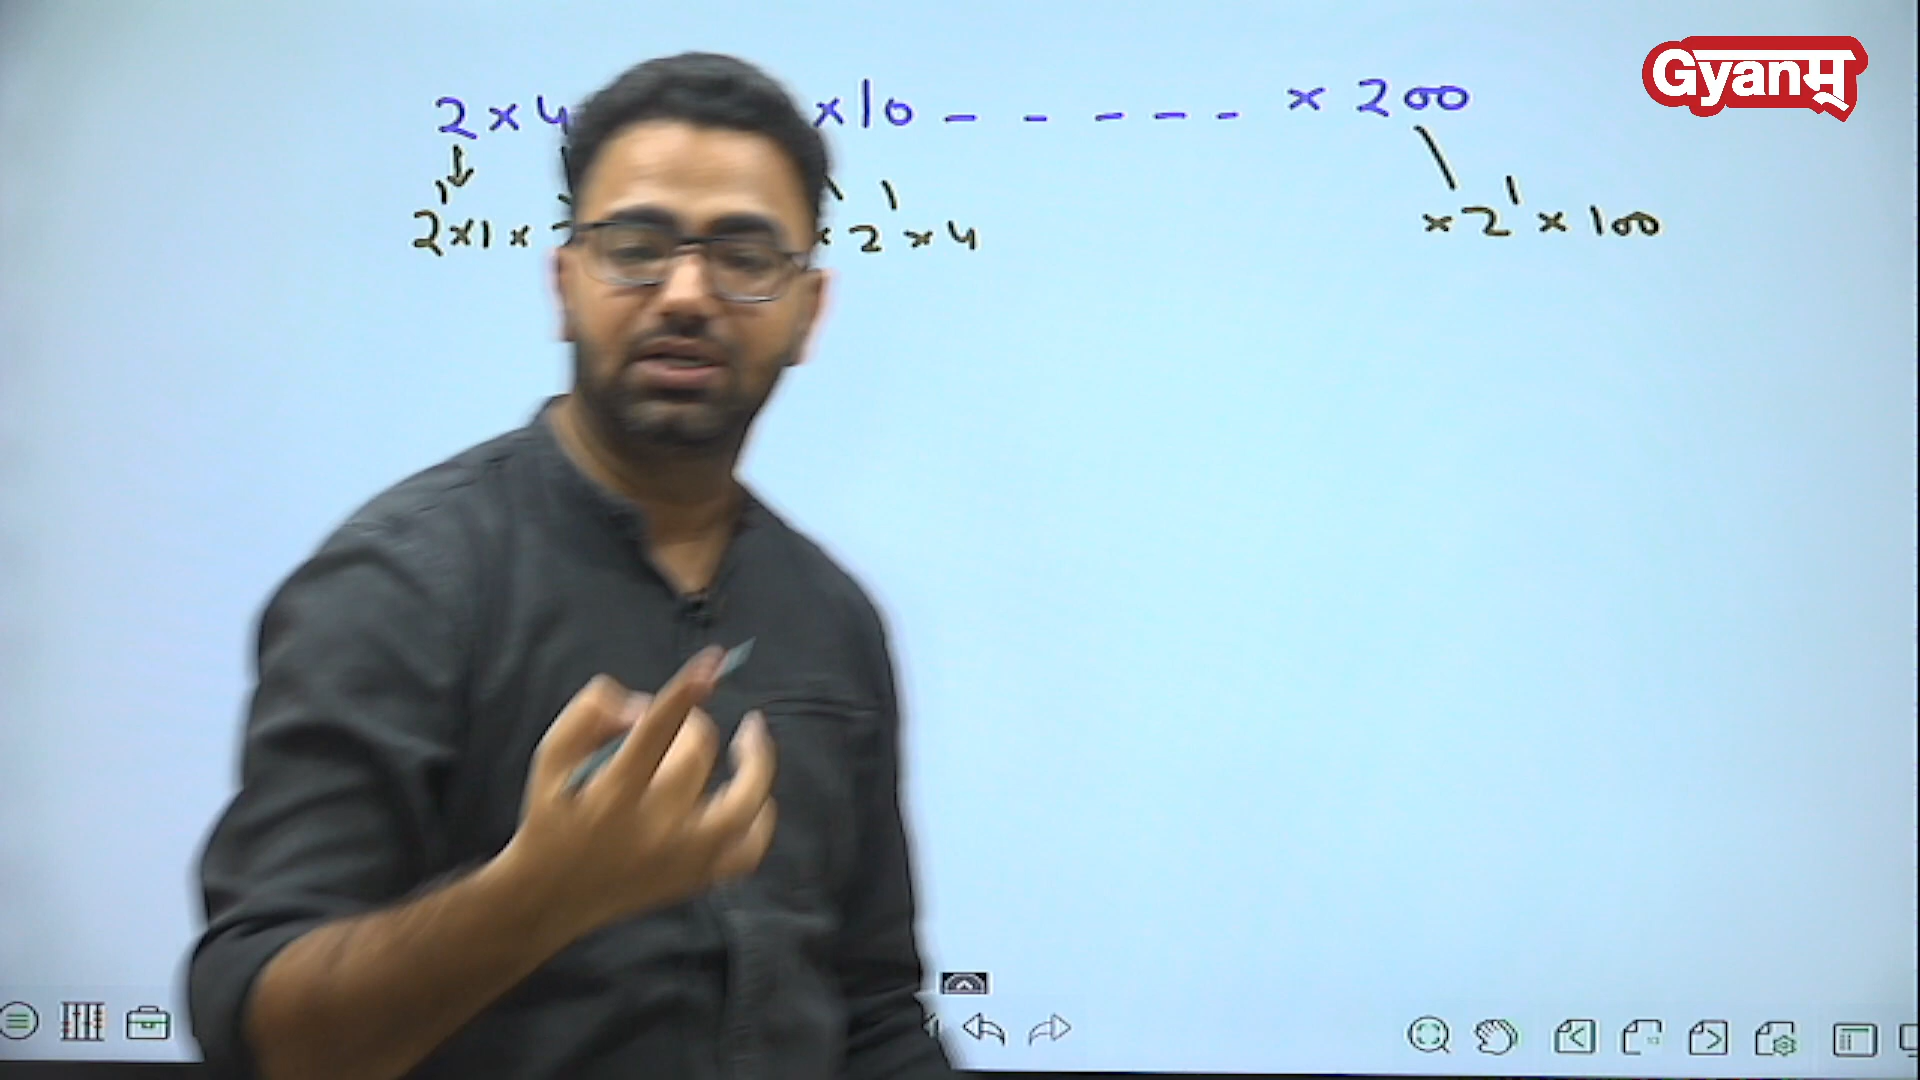 Gyanम्
2 x 4 x 10 _ _ _ _ _ x 200
2 x 1 x x 2 x 4 x 2 x 100